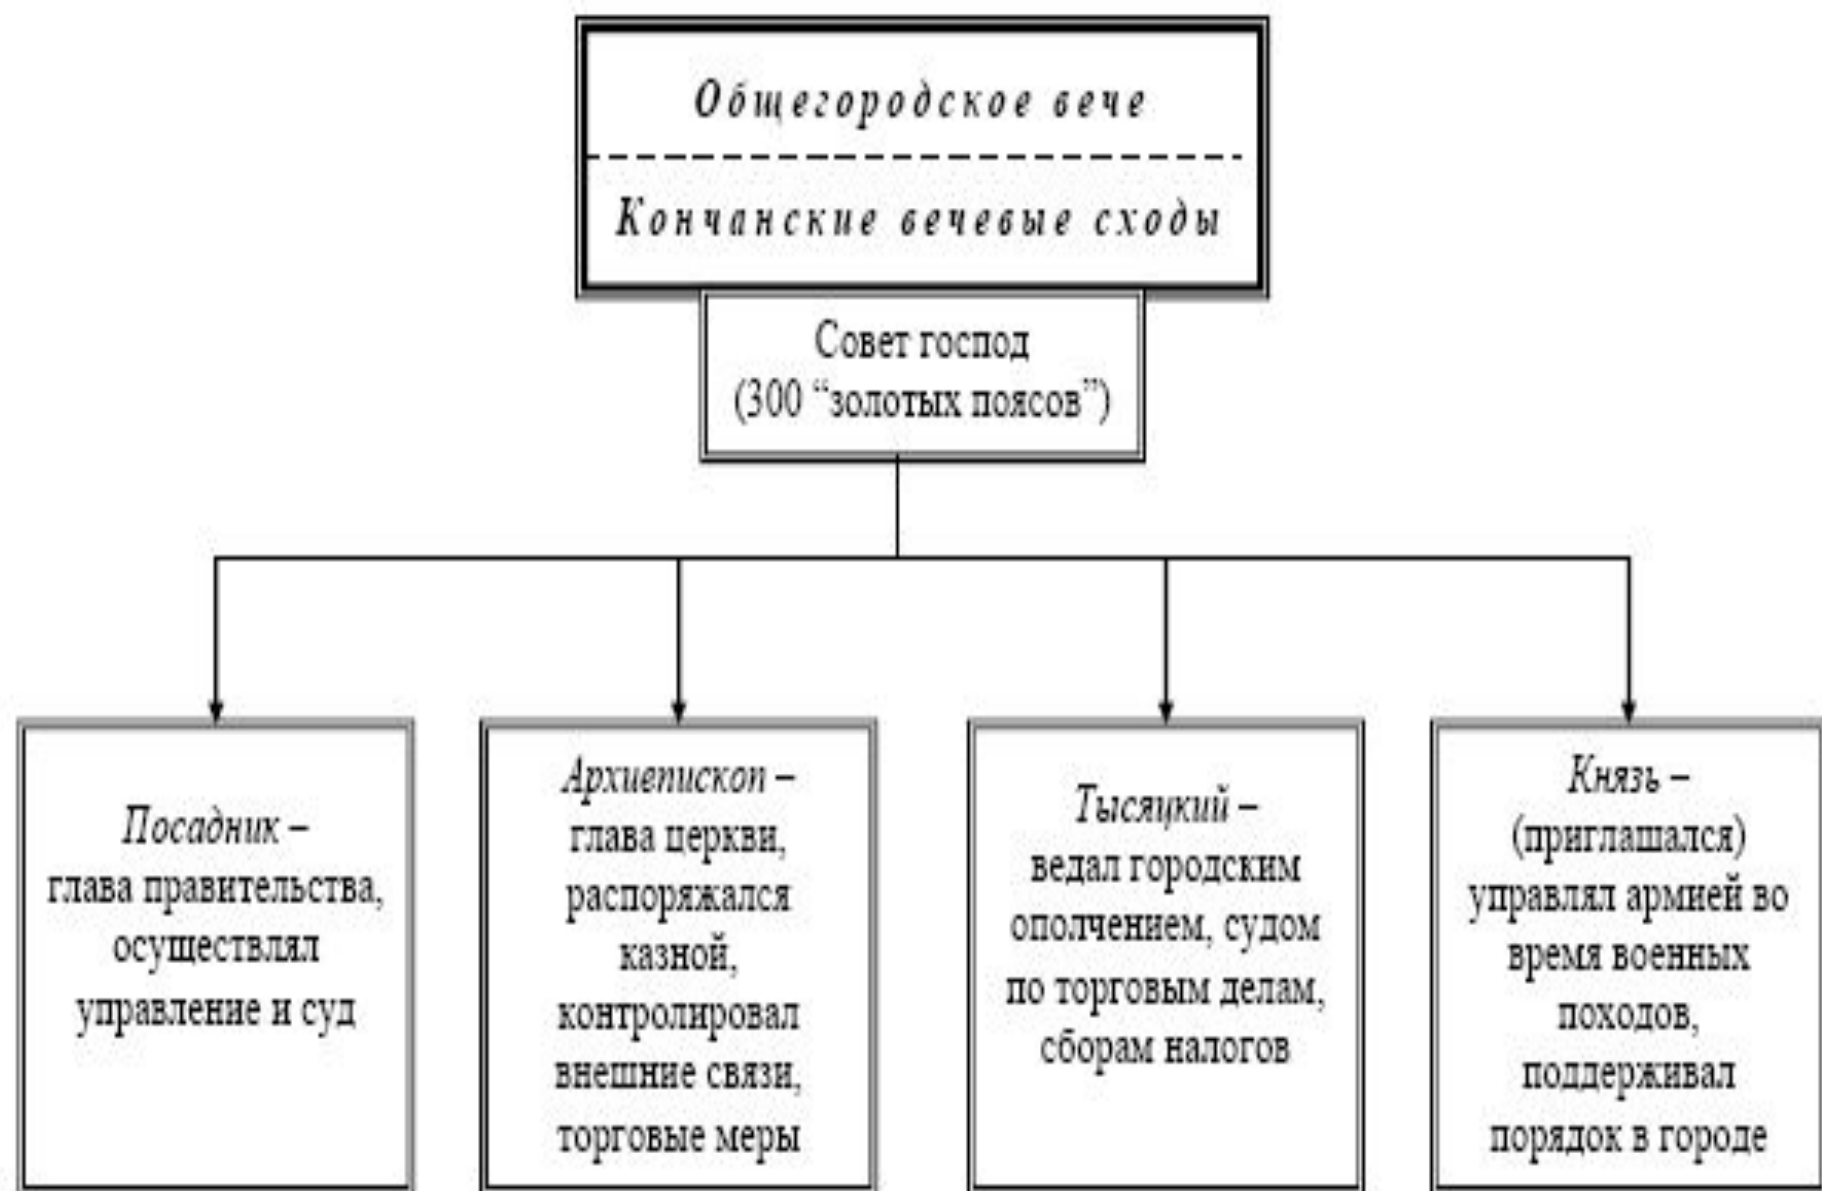 Общегородское вече
Кончанские вечевые сходы
Совет господ
(300 “золотых поясов”)
Посадник –
глава правительства,
осуществлял
управление и суд
Архиепископ –
глава церкви,
распоряжался
казной,
контролировал
внешние связи,
торговые меры
Тысяцкий –
ведал городским
ополчением, судом
по торговым делам,
сборам налогов
Князь –
(приглашался)
управлял армией во
время военных
походов,
поддерживал
порядок в городе